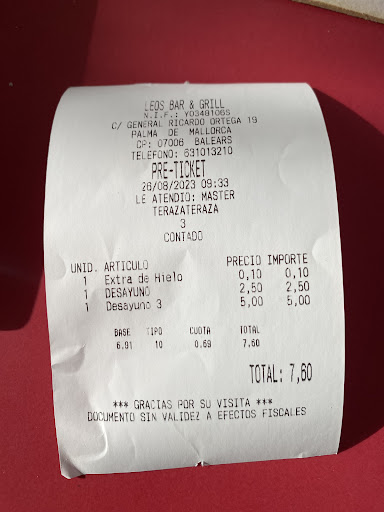 LEOS BAR & GRILL
N.I.F.: Y0348106S
C/ GENERAL RICARDO ORTEGA 19
PALMA DE MALLORCA
CP: 07006 BALEARS
TELEFONO: 631013210
PRE-TICKET
26/08/2023 09:33
LE ATENDIO: MASTER
TERAZATERAZA
3
CONTADO
UNID. ARTICULO PRECIO IMPORTE
1 Extra de Hielo 0,10 0,10
1 DESAYUNO 2,50 2,50
1 Desayuno 3 5,00 5,00
BASE TIPO CUOTA TOTAL
6.91 10 0.69 7.60
TOTAL: 7,60
*** GRACIAS POR SU VISITA ***
DOCUMENTO SIN VALIDEZ A EFECTOS FISCALES